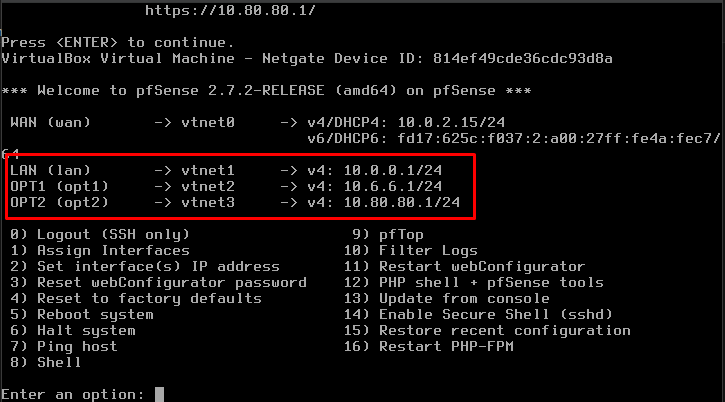 https://10.80.80.1/
Press <ENTER> to continue.
VirtualBox Virtual Machine - Netgate Device ID: 814ef49cde36cdc93d8a
*** Welcome to pfSense 2.7.2-RELEASE (amd64) on pfSense ***
WAN (wan) -> vtnet0 -> v4/DHCP4: 10.0.2.15/24
v6/DHCP6: fd17:625c:f037:2:a00:27ff:fe4a:fec7/
64
LAN (lan) -> vtnet1 -> v4: 10.0.0.1/24
OPT1 (opt1) -> vtnet2 -> v4: 10.6.6.1/24
OPT2 (opt2) -> vtnet3 -> v4: 10.80.80.1/24
0) Logout (SSH only) 9) pfTop
1) Assign Interfaces 10) Filter Logs
2) Set interface(s) IP address 11) Restart webConfigurator
3) Reset webConfigurator password 12) PHP shell + pfSense tools
4) Reset to factory defaults 13) Update from console
5) Reboot system 14) Enable Secure Shell (sshd)
6) Halt system 15) Restore recent configuration
7) Ping host 16) Restart PHP-FPM
8) Shell
Enter an option: